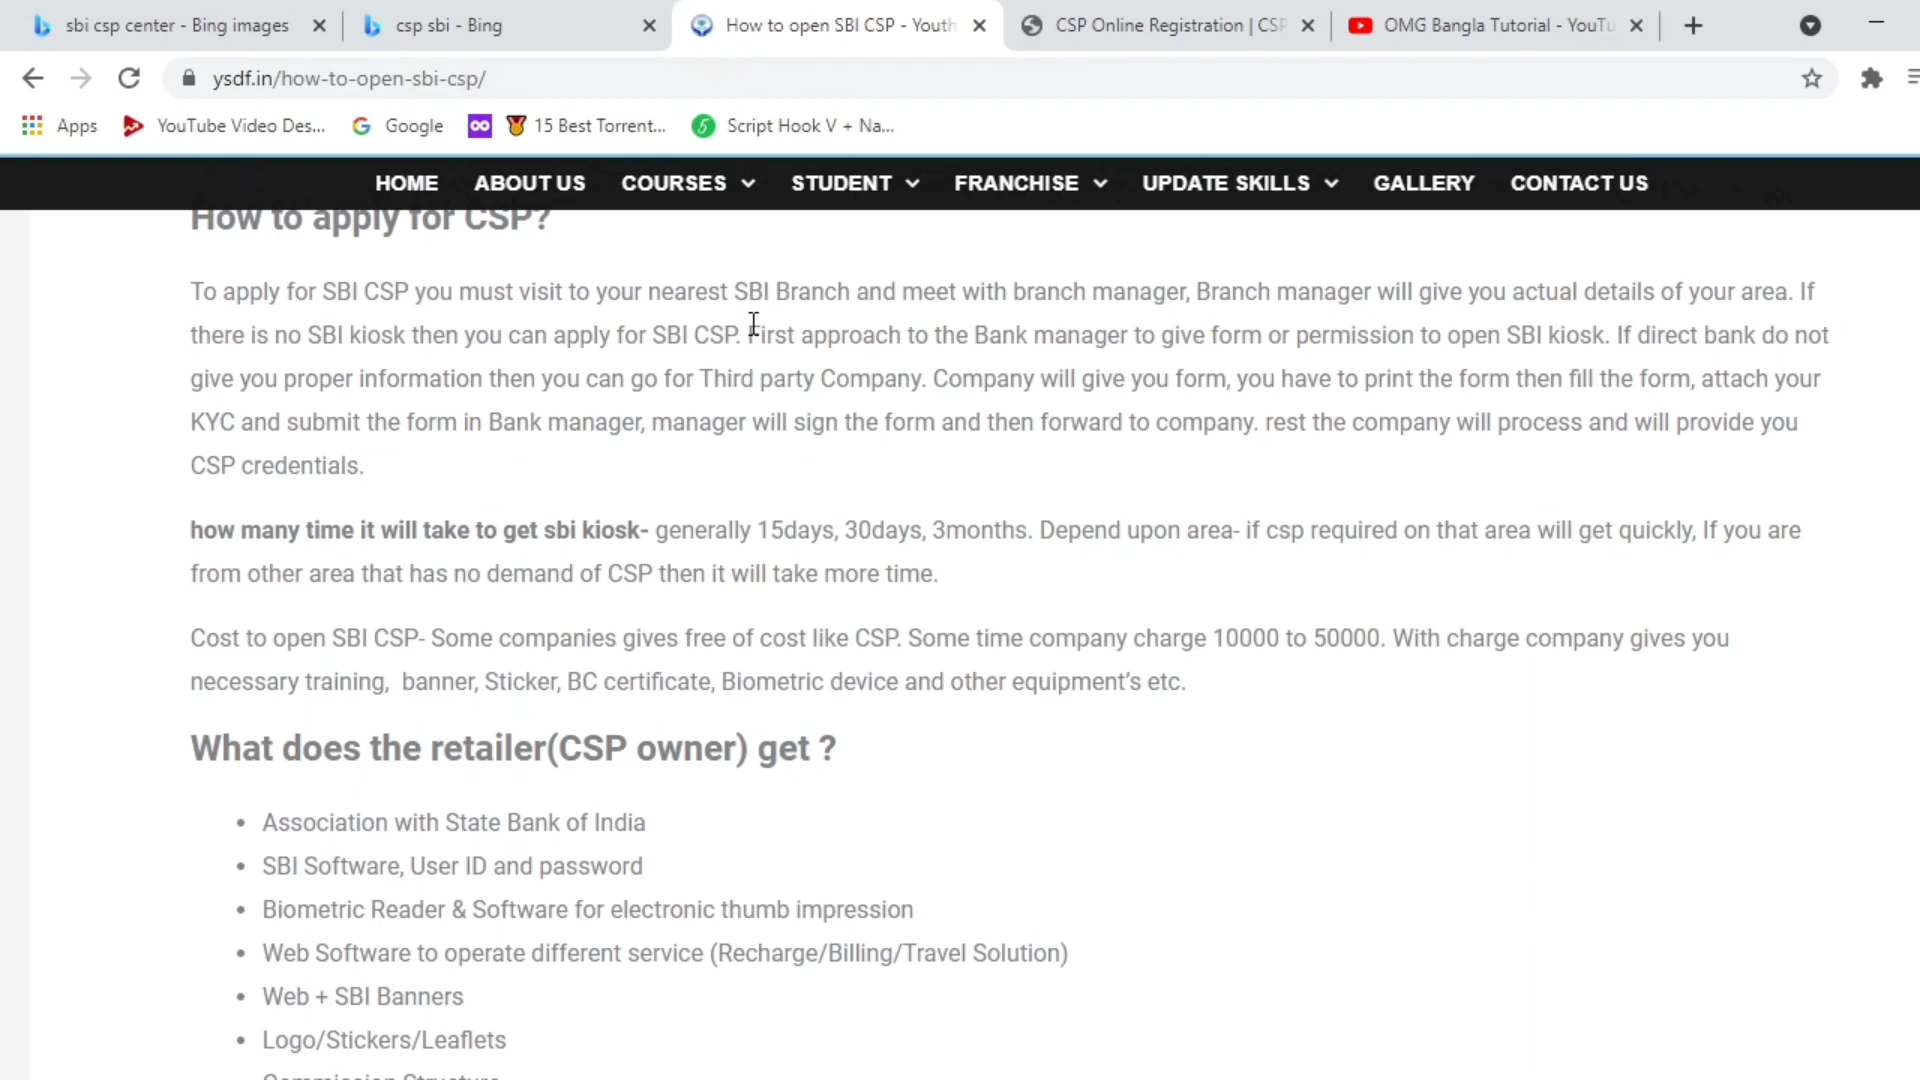 sbi csp center - Bing images
csp sbi - Bing
How to open SBI CSP - Youth
CSP Online Registration | CSP
OMG Bangla Tutorial - YouTu
ysdf.in/how-to-open-sbi-csp/
Apps
YouTube Video Des...
Google
15 Best Torrent...
Script Hook V + Na...
HOME ABOUT US COURSES STUDENT FRANCHISE UPDATE SKILLS GALLERY CONTACT US
How to apply for CSP?
To apply for SBI CSP you must visit to your nearest SBI Branch and meet with branch manager, Branch manager will give you actual details of your area. If
there is no SBI kiosk then you can apply for SBI CSP. First approach to the Bank manager to give form or permission to open SBI kiosk. If direct bank do not
give you proper information then you can go for Third party Company. Company will give you form, you have to print the form then fill the form, attach your
KYC and submit the form in Bank manager, manager will sign the form and then forward to company. rest the company will process and will provide you
CSP credentials.
how many time it will take to get sbi kiosk- generally 15days, 30days, 3months. Depend upon area- if csp required on that area will get quickly, If you are
from other area that has no demand of CSP then it will take more time.
Cost to open SBI CSP- Some companies gives free of cost like CSP. Some time company charge 10000 to 50000. With charge company gives you
necessary training,  banner, Sticker, BC certificate, Biometric device and other equipment’s etc.
What does the retailer(CSP owner) get ?
• Association with State Bank of India
• SBI Software, User ID and password
• Biometric Reader & Software for electronic thumb impression
• Web Software to operate different service (Recharge/Billing/Travel Solution)
• Web + SBI Banners
• Logo/Stickers/Leaflets
Commission Structure